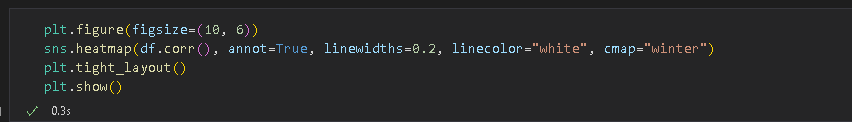 plt.figure(figsize=(10, 6))
sns.heatmap(df.corr(), annot=True, linewidths=0.2, linecolor="white", cmap="winter")
plt.tight_layout()
plt.show()
0.3s